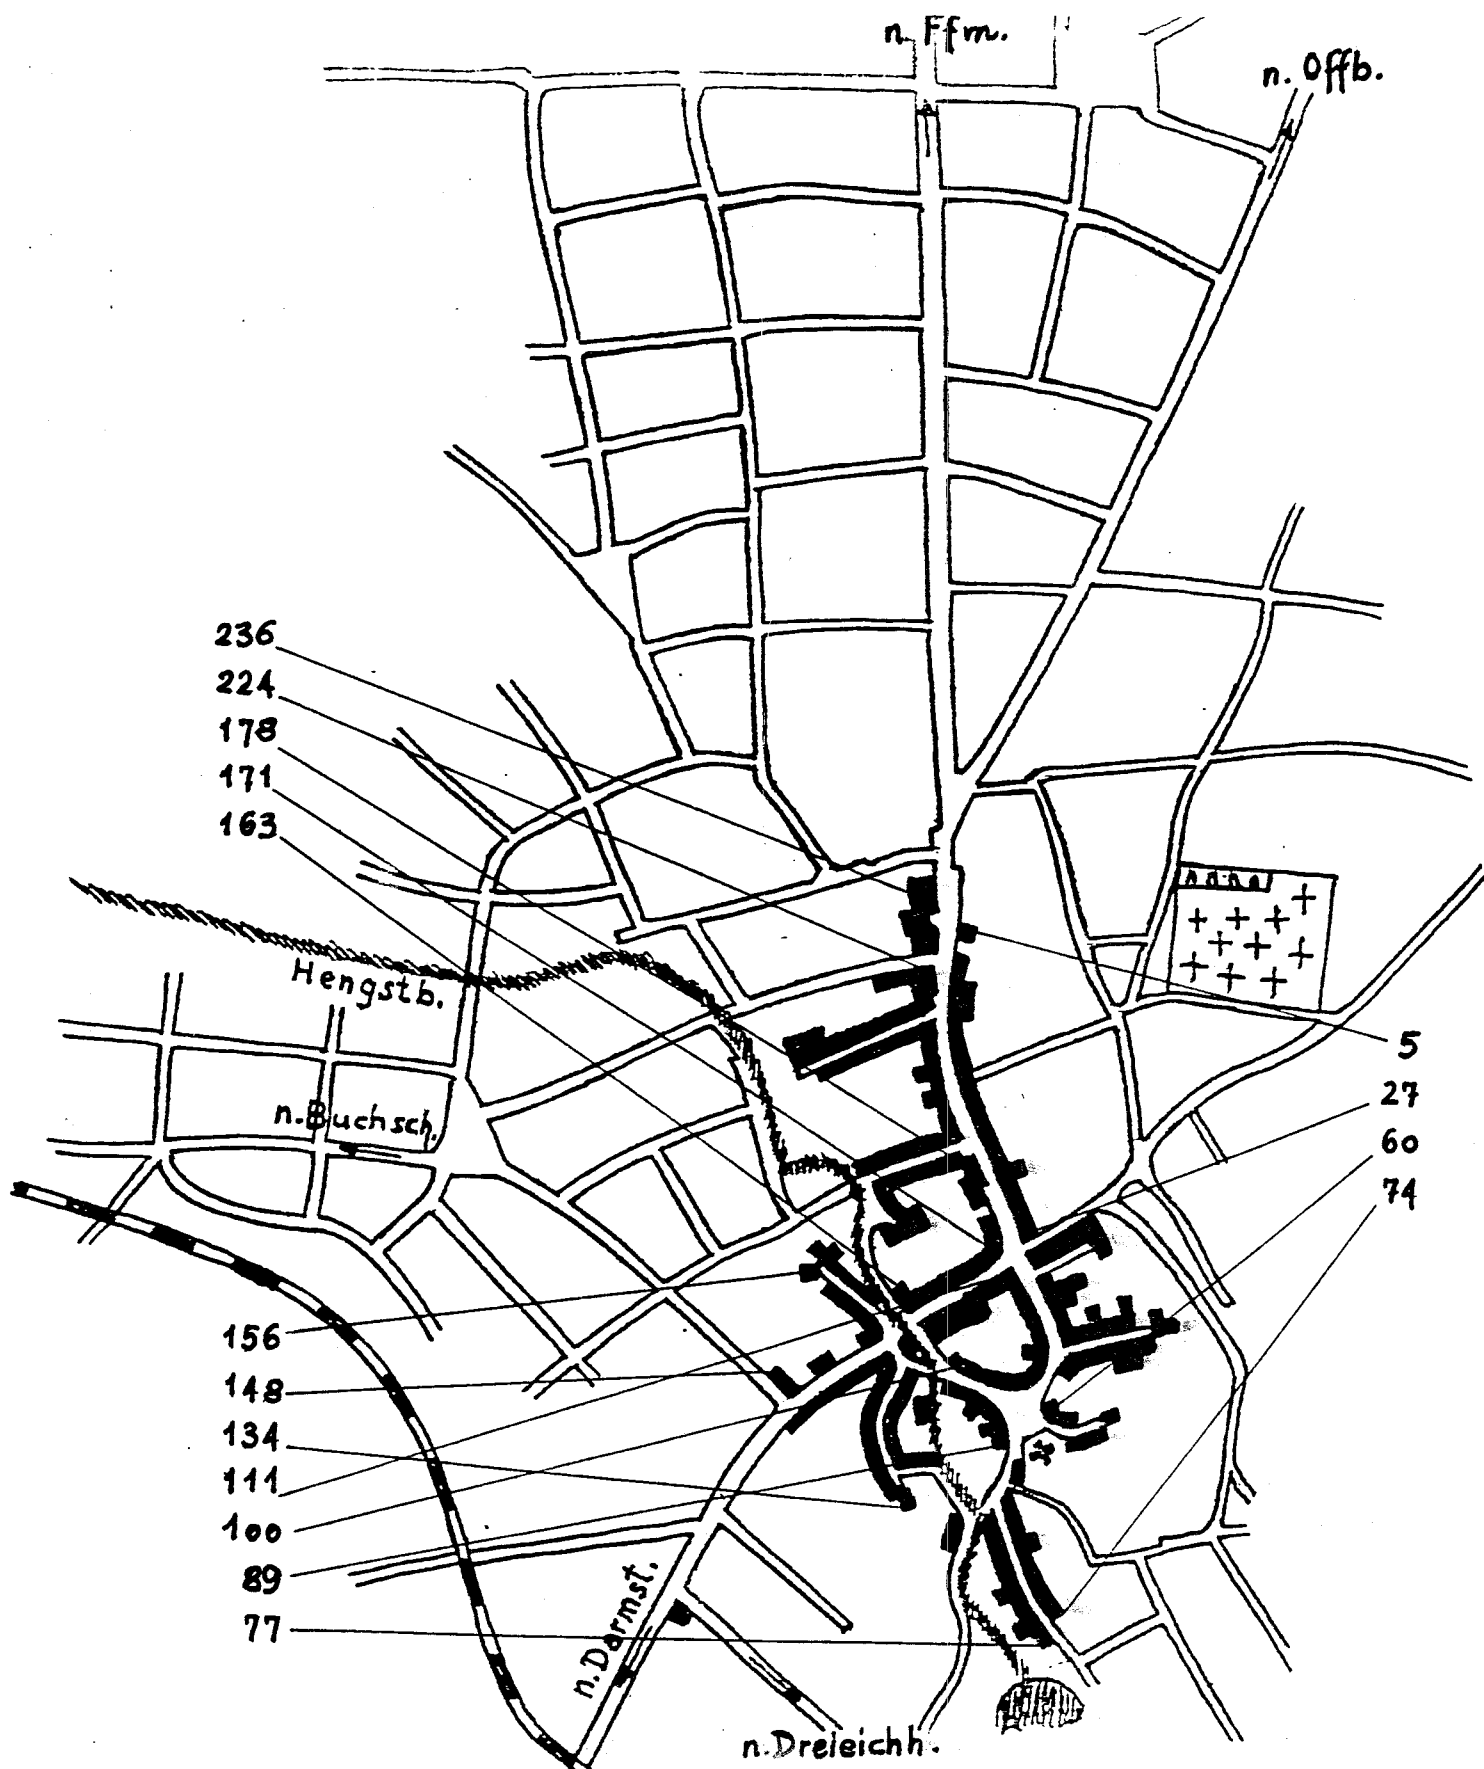 n. Ffm.
n. Offb.
236
224
178
171
163
Hengstb.
n. Buchsch.
5
27
60
74
156
148
134
111
100
89
77
n. Darmst.
n. Dreieichh.